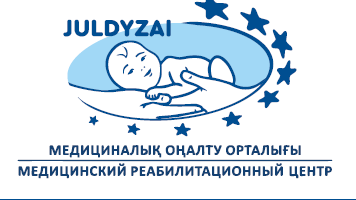 JULDYZAI
МЕДИЦИНАЛЫҚ ОҢАЛТУ ОРТАЛЫҒЫ
МЕДИЦИНСКИЙ РЕАБИЛИТАЦИОННЫЙ ЦЕНТР